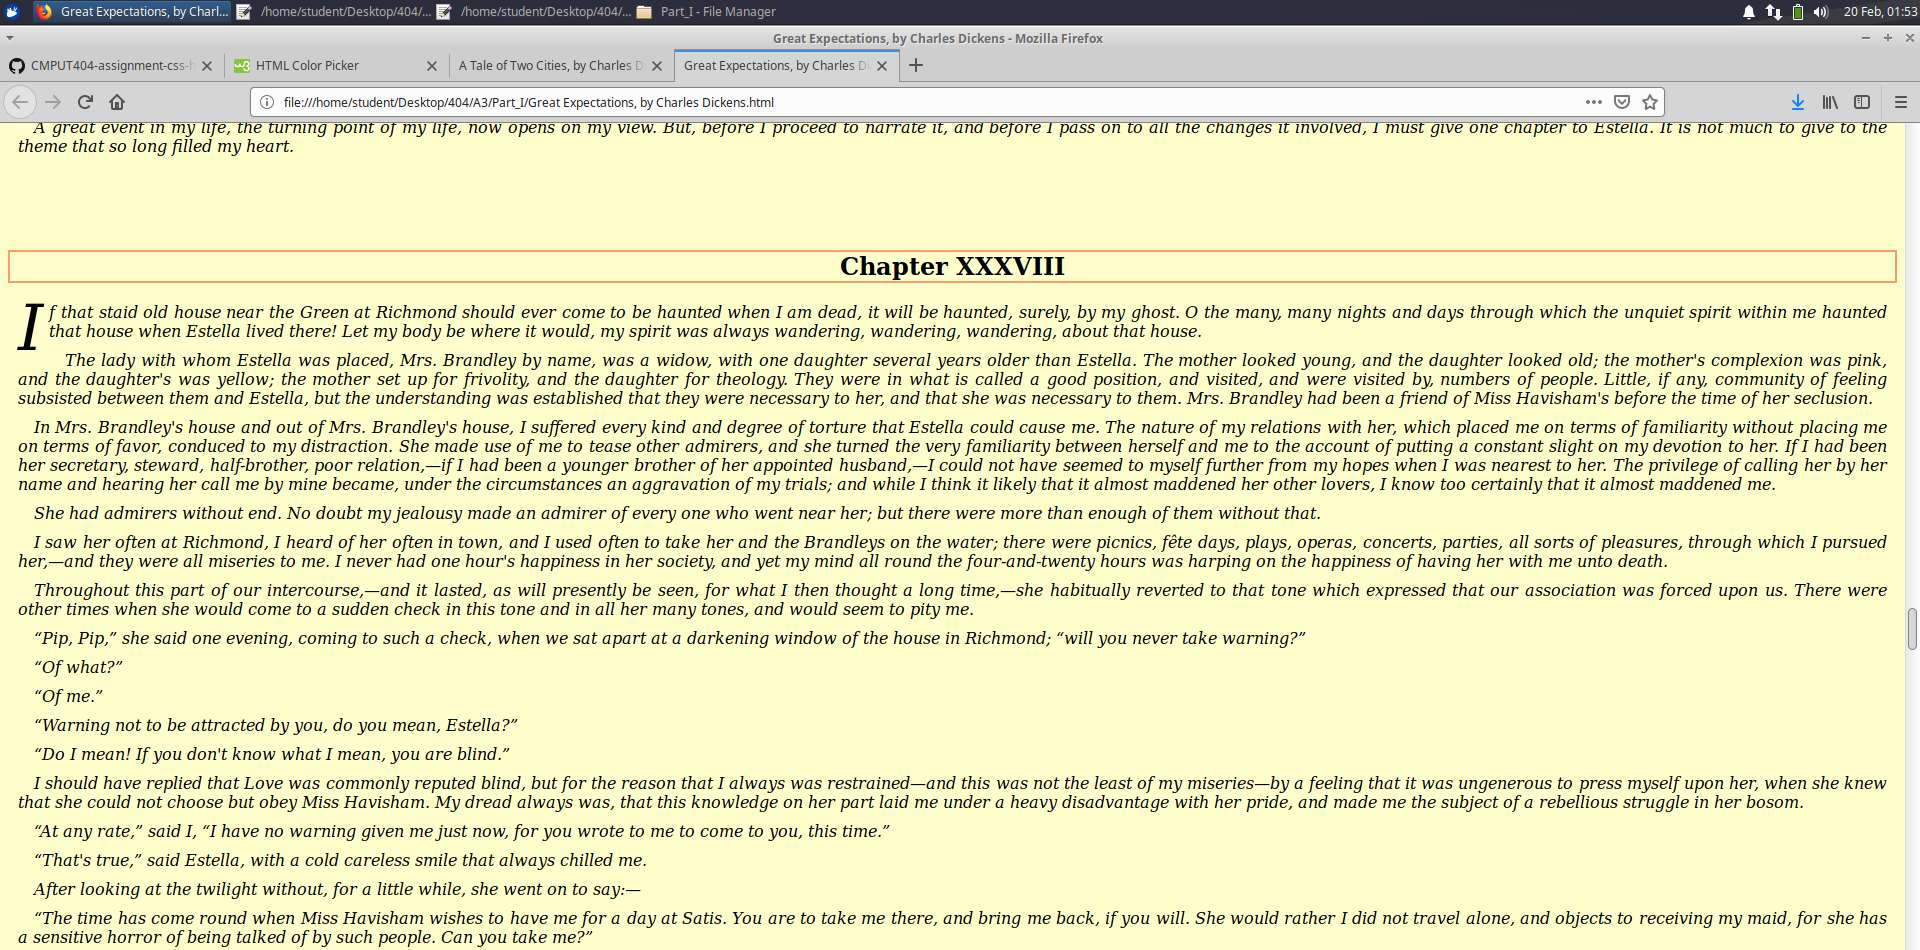 Great Expectations, by Charl... /home/student/Desktop/404/... /home/student/Desktop/404/... Part_I - File Manager 20 Feb, 01:53
Great Expectations, by Charles Dickens - Mozilla Firefox
CMPUT404-assignment-css-h HTML Color Picker A Tale of Two Cities, by Charles D Great Expectations, by Charles D
file:///home/student/Desktop/404/A3/Part_I/Great Expectations, by Charles Dickens.html
A great event in my life, the turning point of my life, now opens on my view. But, before I proceed to narrate it, and before I pass on to all the changes it involved, I must give one chapter to Estella. It is not much to give to the
theme that so long filled my heart.
Chapter XXXVIII
If that staid old house near the Green at Richmond should ever come to be haunted when I am dead, it will be haunted, surely, by my ghost. O the many, many nights and days through which the unquiet spirit within me haunted
that house when Estella lived there! Let my body be where it would, my spirit was always wandering, wandering, wandering, about that house.
The lady with whom Estella was placed, Mrs. Brandley by name, was a widow, with one daughter several years older than Estella. The mother looked young, and the daughter looked old; the mother's complexion was pink,
and the daughter's was yellow; the mother set up for frivolity, and the daughter for theology. They were in what is called a good position, and visited, and were visited by, numbers of people. Little, if any, community of feeling
subsisted between them and Estella, but the understanding was established that they were necessary to her, and that she was necessary to them. Mrs. Brandley had been a friend of Miss Havisham's before the time of her seclusion.
In Mrs. Brandley's house and out of Mrs. Brandley's house, I suffered every kind and degree of torture that Estella could cause me. The nature of my relations with her, which placed me on terms of familiarity without placing me
on terms of favor, conduced to my distraction. She made use of me to tease other admirers, and she turned the very familiarity between herself and me to the account of putting a constant slight on my devotion to her. If I had been
her secretary, steward, half-brother, poor relation,—if I had been a younger brother of her appointed husband,—I could not have seemed to myself further from my hopes when I was nearest to her. The privilege of calling her by her
name and hearing her call me by mine became, under the circumstances an aggravation of my trials; and while I think it likely that it almost maddened her other lovers, I know too certainly that it almost maddened me.
She had admirers without end. No doubt my jealousy made an admirer of every one who went near her; but there were more than enough of them without that.
I saw her often at Richmond, I heard of her often in town, and I used often to take her and the Brandleys on the water; there were picnics, fête days, plays, operas, concerts, parties, all sorts of pleasures, through which I pursued
her,—and they were all miseries to me. I never had one hour's happiness in her society, and yet my mind all round the four-and-twenty hours was harping on the happiness of having her with me unto death.
Throughout this part of our intercourse,—and it lasted, as will presently be seen, for what I then thought a long time,—she habitually reverted to that tone which expressed that our association was forced upon us. There were
other times when she would come to a sudden check in this tone and in all her many tones, and would seem to pity me.
“Pip, Pip,” she said one evening, coming to such a check, when we sat apart at a darkening window of the house in Richmond; “will you never take warning?”
“Of what?”
“Of me.”
“Warning not to be attracted by you, do you mean, Estella?”
“Do I mean! If you don't know what I mean, you are blind.”
I should have replied that Love was commonly reputed blind, but for the reason that I always was restrained—and this was not the least of my miseries—by a feeling that it was ungenerous to press myself upon her, when she knew
that she could not choose but obey Miss Havisham. My dread always was, that this knowledge on her part laid me under a heavy disadvantage with her pride, and made me the subject of a rebellious struggle in her bosom.
“At any rate,” said I, “I have no warning given me just now, for you wrote to me to come to you, this time.”
“That's true,” said Estella, with a cold careless smile that always chilled me.
After looking at the twilight without, for a little while, she went on to say:—
“The time has come round when Miss Havisham wishes to have me for a day at Satis. You are to take me there, and bring me back, if you will. She would rather I did not travel alone, and objects to receiving my maid, for she has
a sensitive horror of being talked of by such people. Can you take me?”